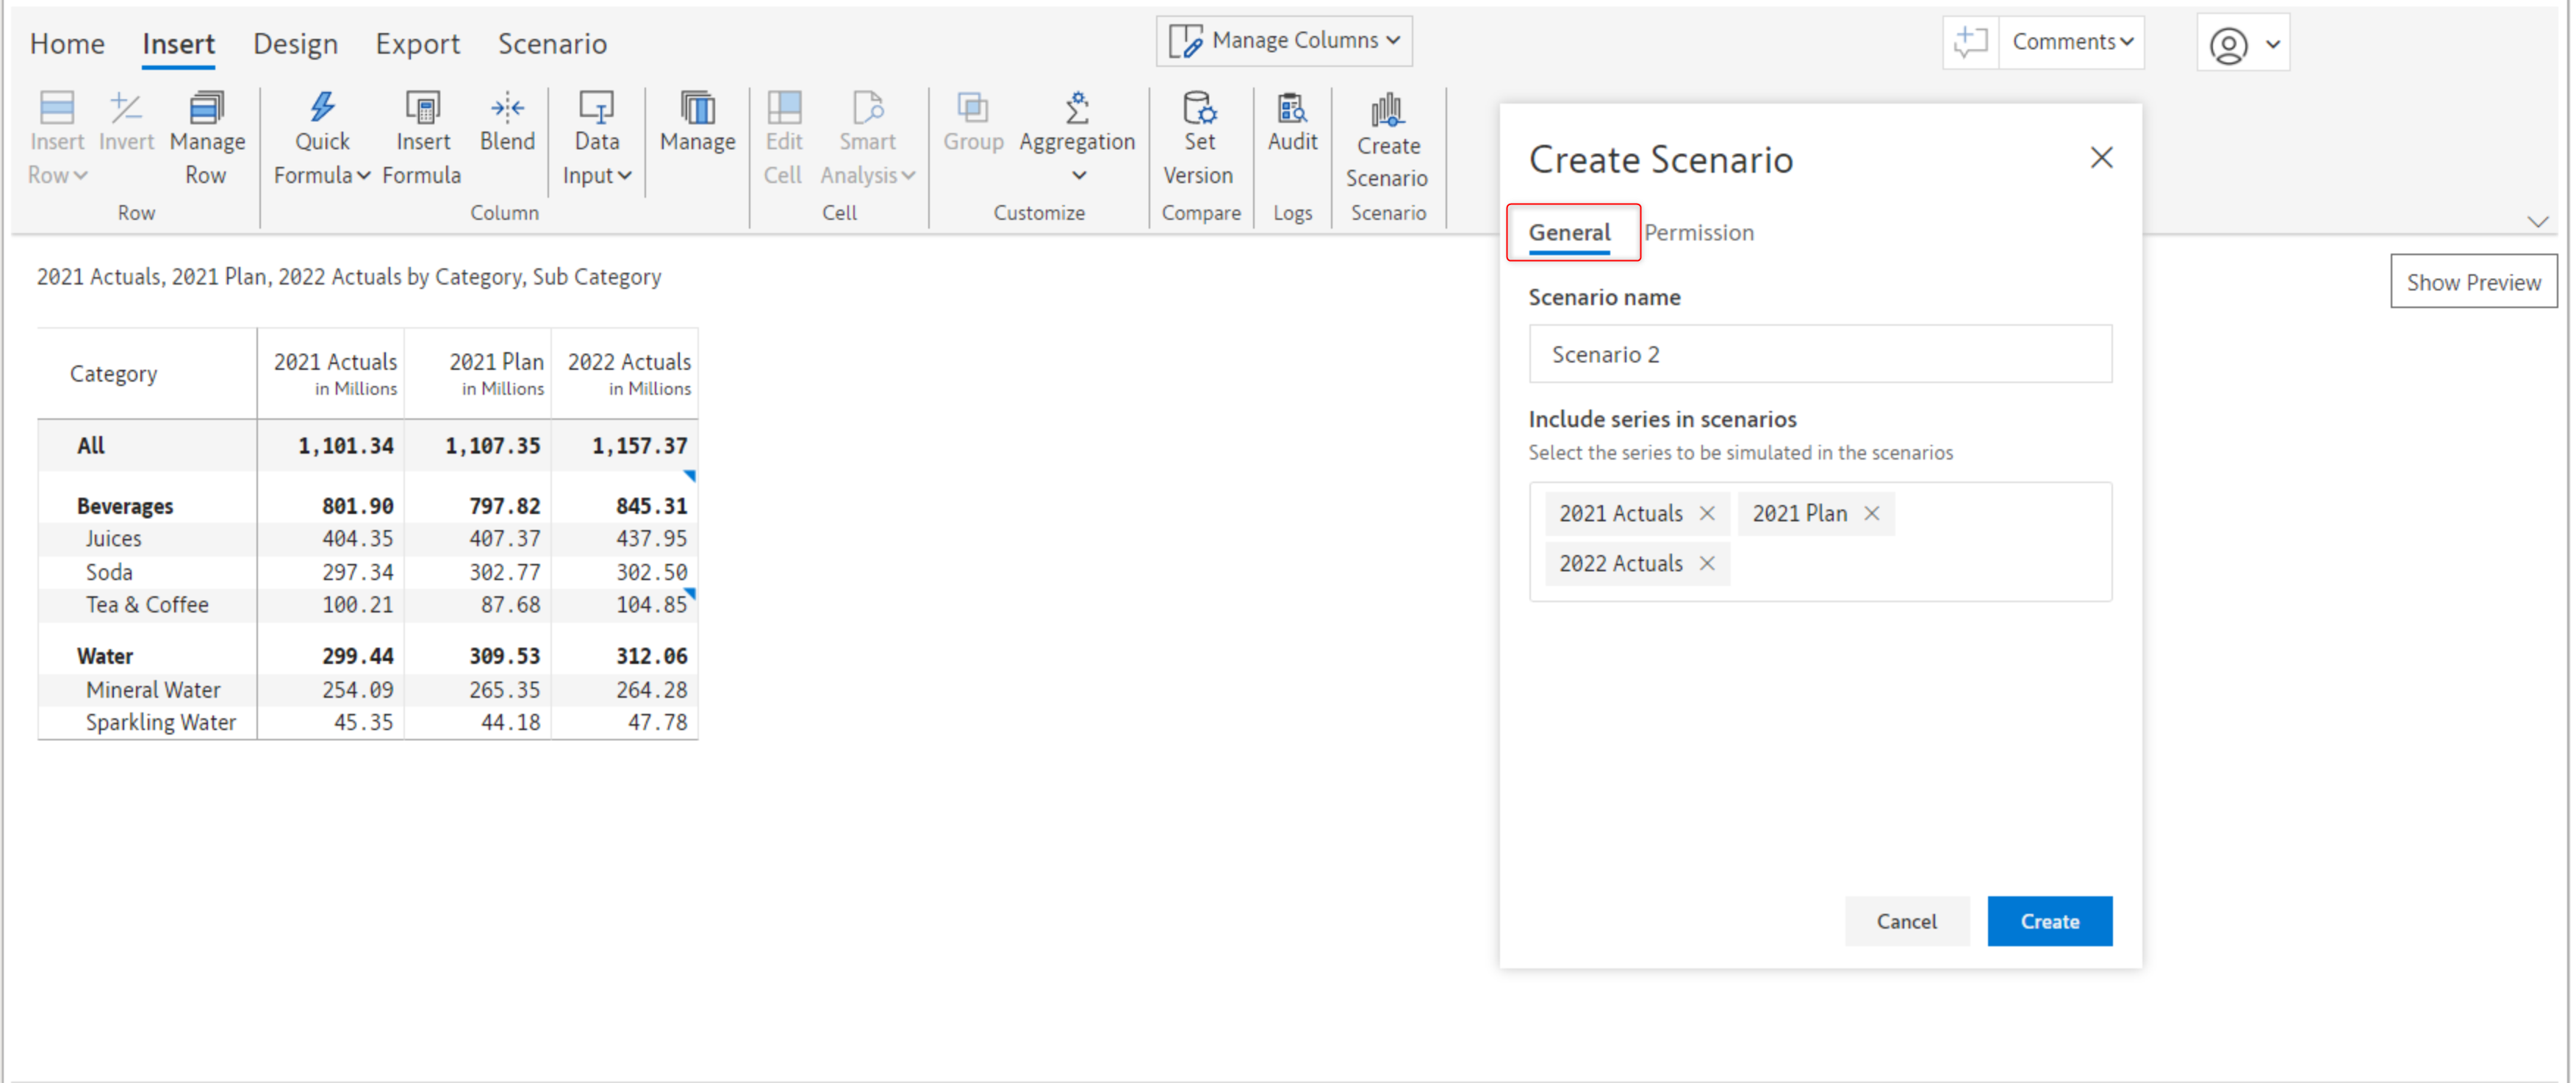 Home Insert Design Export Scenario
Manage Columns
Comments
Insert Row
Invert
Manage Row
Quick Formula
Insert Formula
Blend
Data Input
Manage
Edit Cell
Smart Analysis
Group
Aggregation
Set Version
Audit
Create Scenario
Row Column Cell Customize Compare Logs Scenario
2021 Actuals, 2021 Plan, 2022 Actuals by Category, Sub Category
Show Preview
Category
2021 Actuals 2021 Plan 2022 Actuals
in Millions in Millions in Millions
All 1,101.34 1,107.35 1,157.37
Beverages 801.90 797.82 845.31
Juices 404.35 407.37 437.95
Soda 297.34 302.77 302.50
Tea & Coffee 100.21 87.68 104.85
Water 299.44 309.53 312.06
Mineral Water 254.09 265.35 264.28
Sparkling Water 45.35 44.18 47.78
Create Scenario
General Permission
Scenario name
Scenario 2
Include series in scenarios
Select the series to be simulated in the scenarios
2021 Actuals 2021 Plan
2022 Actuals
Cancel Create